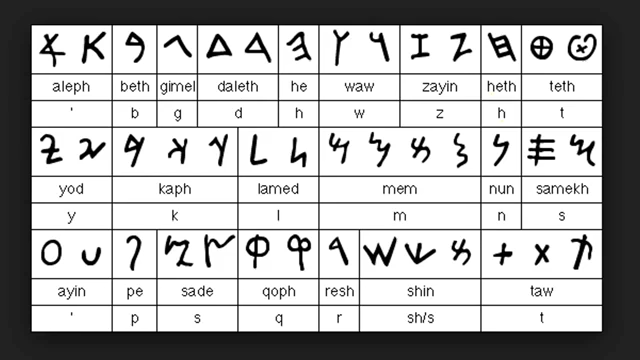 𐤀 𐤀 𐤁 𐤂 𐤃 𐤃 𐤄 𐤅 𐤅 𐤆 𐤆 𐤇 𐤈 𐤈
aleph beth gimel daleth he waw zayin heth teth
' b g d h w z h t
𐤉 𐤉 𐤊 𐤊 𐤊 𐤋 𐤋 𐤌 𐤌 𐤌 𐤌 𐤍 𐤎 𐤎
yod kaph lamed mem nun samekh
y k l m n s
𐤏 𐤏 𐤐 𐤑 𐤑 𐤒 𐤒 𐤓 𐤔 𐤔 𐤔 𐤕 𐤕 𐤕
ayin pe sade qoph resh shin taw
' p s q r sh/s t